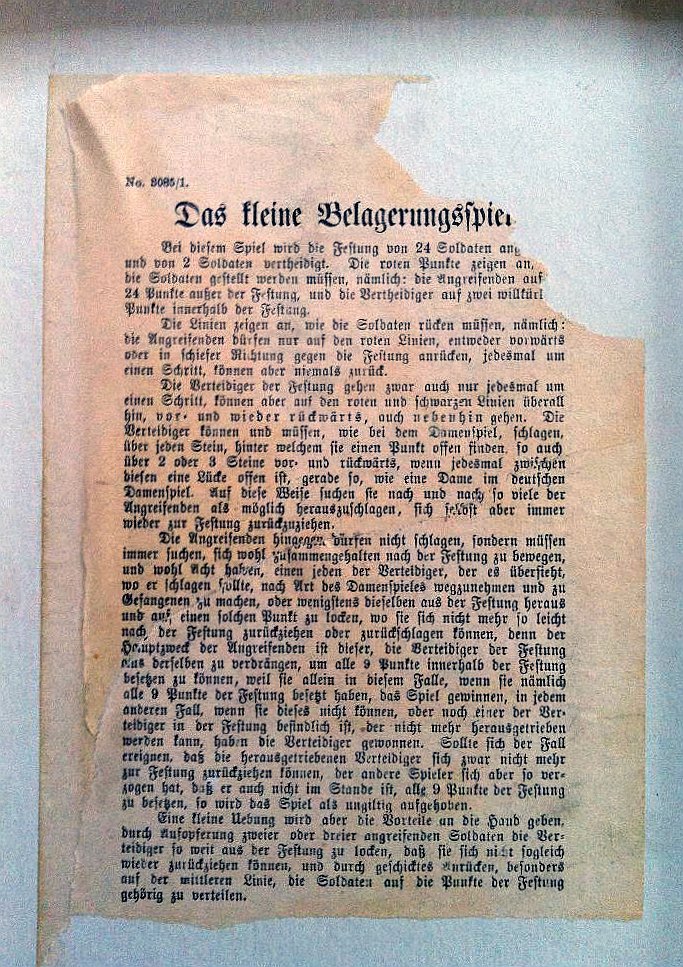 No. 8085/1.
Das kleine Belagerungsspiel
Bei diesem Spiel wird die Festung von 24 Soldaten ang
und von 2 Soldaten vertheidigt. Die roten Punkte zeigen an,
die Soldaten gestellt werden müssen, nämlich: die Angreifenden auf
24 Punkte außer der Festung, und die Vertheidiger auf zwei willkürl
Punkte innerhalb der Festung.
Die Linien zeigen an, wie die Soldaten rücken müssen, nämlich:
die Angreifenden dürfen nur auf den roten Linien, entweder vorwärts
oder in schiefer Richtung gegen die Festung anrücken, jedesmal um
einen Schritt, können aber niemals zurück.
Die Verteidiger der Festung gehen zwar auch nur jedesmal um
einen Schritt, können aber auf den roten und schwarzen Linien überall
hin, vor- und wieder rückwärts, auch nebenhin gehen. Die
Verteidiger können und müssen, wie bei dem Damenspiel, schlagen,
über jeden Stein, hinter welchem sie einen Punkt offen finden, so auch
über 2 oder 3 Steine vor- und rückwärts, wenn jedesmal zwischen
diesen eine Lücke offen ist, gerade so, wie eine Dame im deutschen
Damenspiel. Auf diese Weise suchen sie nach und nach so viele der
Angreifenden als möglich herauszuschlagen, sich selbst aber immer
wieder zur Festung zurückzuziehen.
Die Angreifenden hingegen dürfen nicht schlagen, sondern müssen
immer suchen, sich wohl zusammengehalten nach der Festung zu bewegen,
und wohl Acht haben, einen jeden der Verteidiger, der es übersieht,
wo er schlagen sollte, nach Art des Damenspieles wegzunehmen und zu
Gefangenen zu machen, oder wenigstens dieselben aus der Festung heraus
und auf einen solchen Punkt zu locken, wo sie sich nicht mehr so leicht
nach der Festung zurückziehen oder zurückschlagen können, denn der
Hauptzweck der Angreifenden ist dieser, die Verteidiger der Festung
aus derselben zu verdrängen, um alle 9 Punkte innerhalb der Festung
besetzen zu können, weil sie allein in diesem Falle, wenn sie nämlich
alle 9 Punkte der Festung besetzt haben, das Spiel gewinnen, in jedem
anderen Fall, wenn sie dieses nicht können, oder noch einer der Ver-
teidiger in der Festung befindlich ist, der nicht mehr herausgetrieben
werden kann, haben die Verteidiger gewonnen. Sollte sich der Fall
ereignen, daß die herausgetriebenen Verteidiger sich zwar nicht mehr
zur Festung zurückziehen können, der andere Spieler sich aber so ver-
zogen hat, daß er auch nicht im Stande ist, alle 9 Punkte der Festung
zu besetzen, so wird das Spiel als ungiltig aufgehoben.
Eine kleine Uebung wird aber die Vorteile an die Hand geben,
durch Aufopferung zweier oder dreier angreifenden Soldaten die Ver-
teidiger so weit aus der Festung zu locken, daß sie sich nicht sogleich
wieder zurückziehen können, und durch geschicktes Anrücken, besonders
auf der mittleren Linie, die Soldaten auf die Punkte der Festung
gehörig zu verteilen.